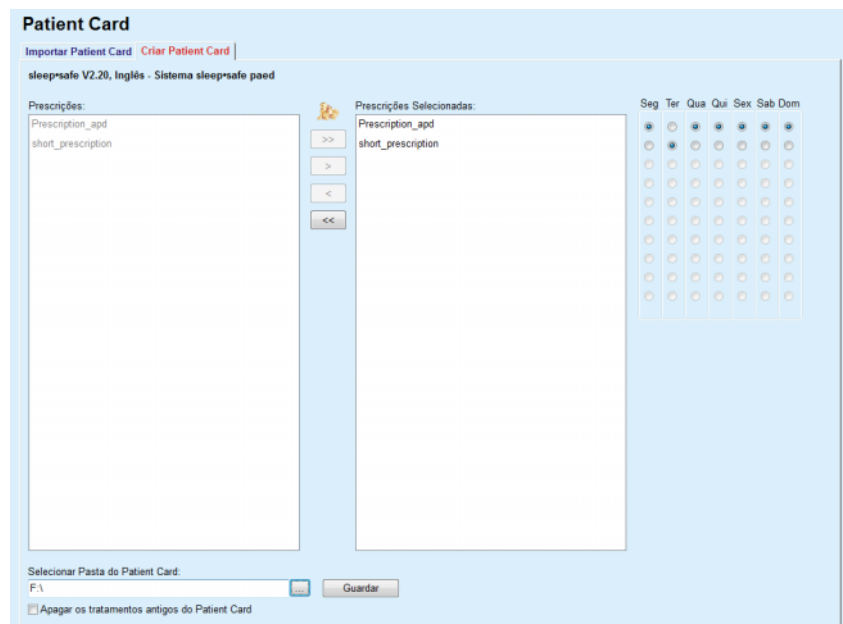 Patient Card
Importar Patient Card Criar Patient Card
sleep•safe V2.20, Inglês - Sistema sleep•safe paed
Prescrições:
Prescription_apd
short_prescription
>>
>
<
<<
Prescrições Selecionadas:
Prescription_apd
short_prescription
Seg Ter Qua Qui Sex Sab Dom
Selecionar Pasta do Patient Card:
F:\ ... Guardar
Apagar os tratamentos antigos do Patient Card